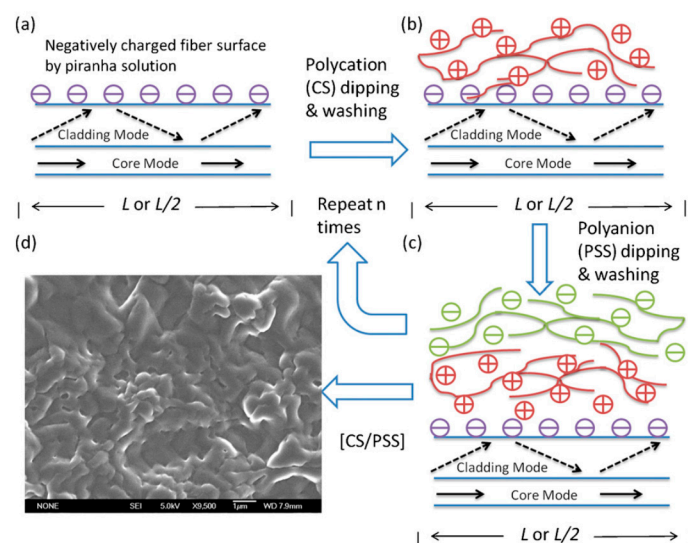 (a)
Negatively charged fiber surface
by piranha solution
Cladding Mode
Core Mode
L or L/2
Polycation
(CS) dipping
& washing
(b)
Cladding Mode
Core Mode
L or L/2
Polyanion
(PSS) dipping
& washing
(c)
Cladding Mode
Core Mode
L or L/2
Repeat n
times
[CS/PSS]
(d)
NONE SEI 5.0kV X9,500 1μm WD 7.9mm